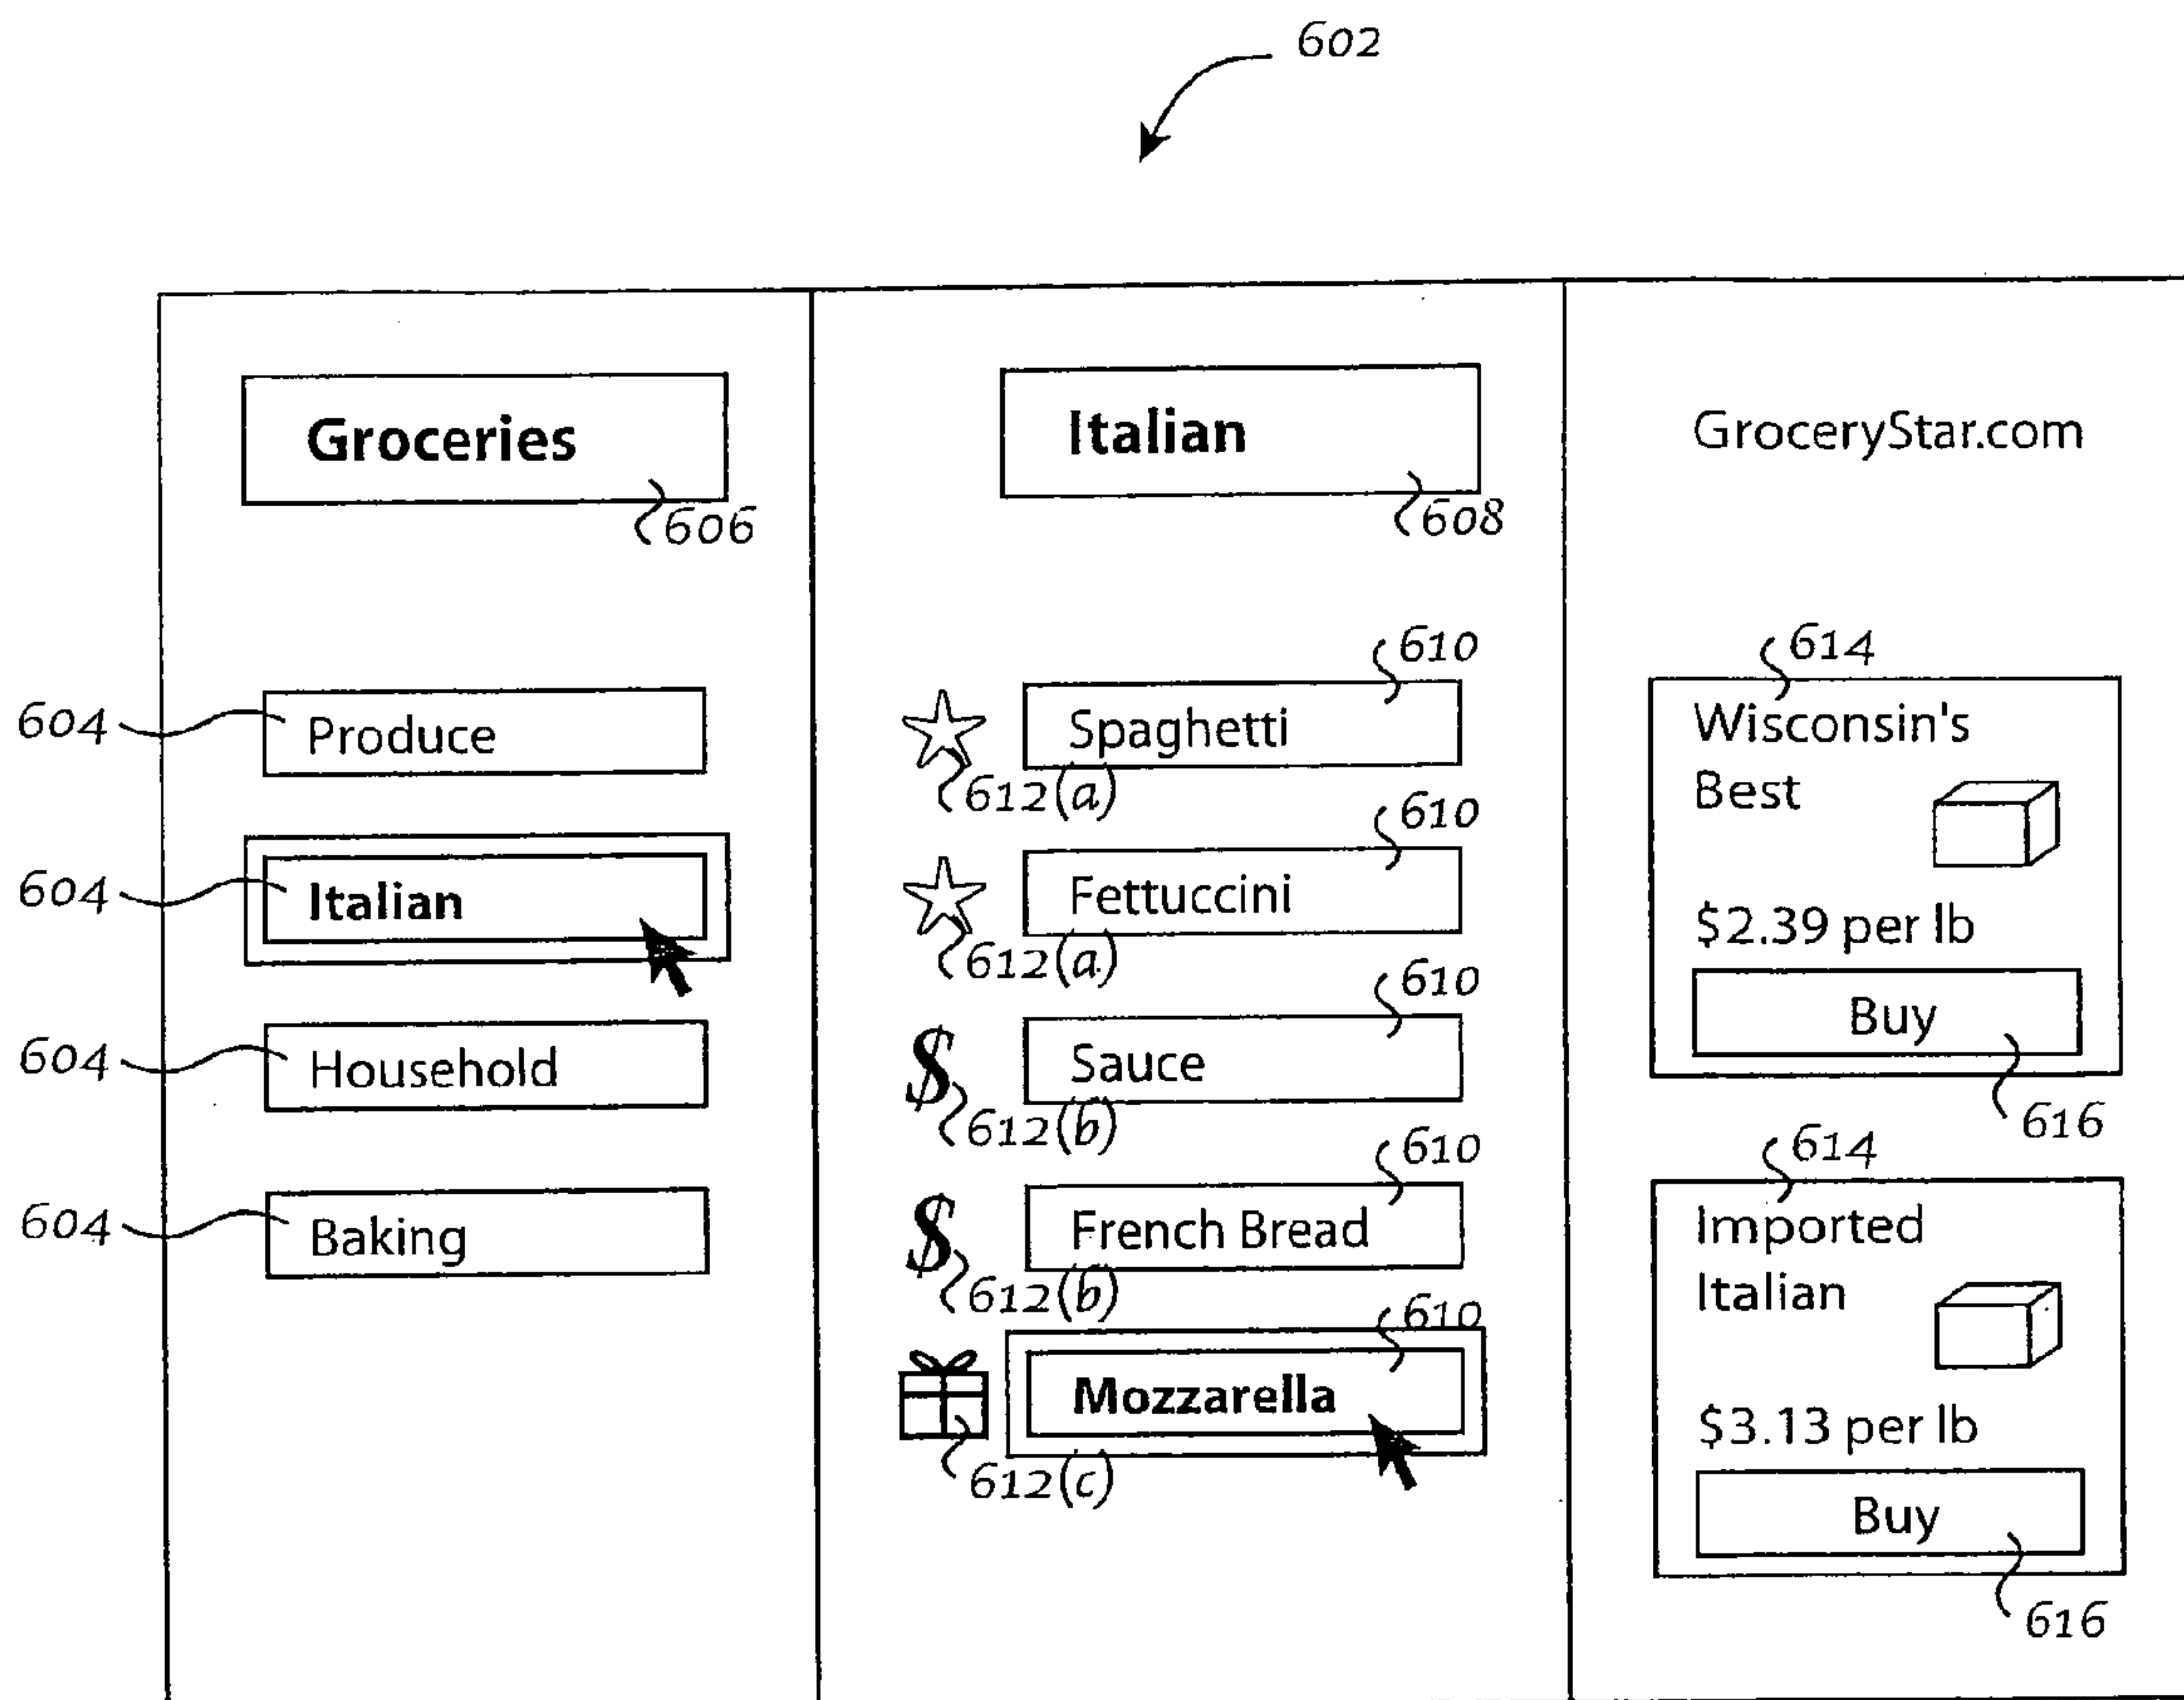 602
Groceries
606
604
Produce
604
Italian
604
Household
604
Baking
Italian
608
610
Spaghetti
612(a)
610
Fettuccini
612(a)
610
$
Sauce
612(b)
610
$
French Bread
612(b)
610
Mozzarella
612(c)
GroceryStar.com
614
Wisconsin's
Best
$2.39 per lb
Buy
616
614
Imported
Italian
$3.13 per lb
Buy
616